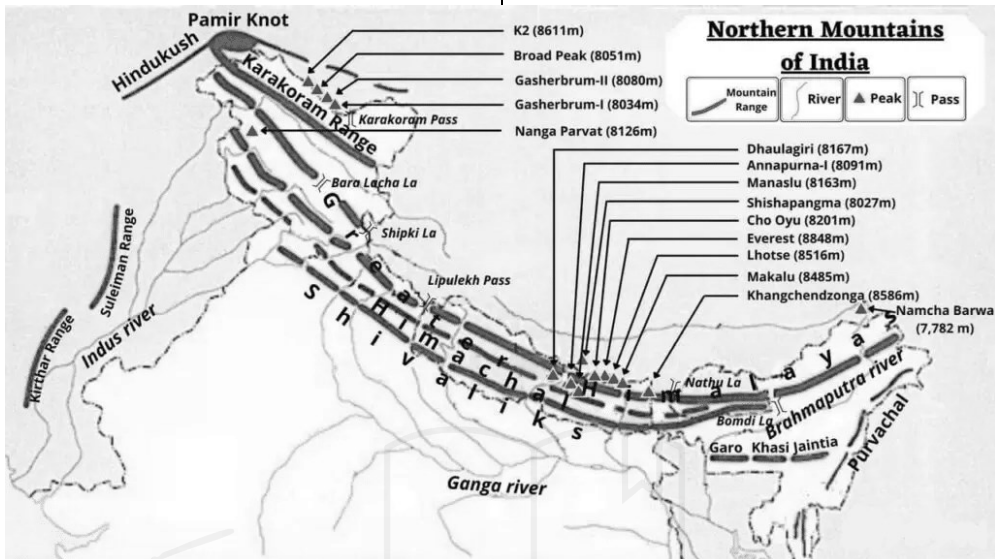 Pamir Knot
Hindukush
Karakoram Range
K2 (8611m)
Broad Peak (8051m)
Gasherbrum-II (8080m)
Gasherbrum-I (8034m)
Karakoram Pass
Nanga Parvat (8126m)
Northern Mountains
of India
Mountain
Range
River
Peak
Pass
Dhaulagiri (8167m)
Annapurna-I (8091m)
Manaslu (8163m)
Shishapangma (8027m)
Cho Oyu (8201m)
Everest (8848m)
Lhotse (8516m)
Makalu (8485m)
Khangchendzonga (8586m)
Namcha Barwa
(7,782 m)
Bara Lacha La
Shipki La
Lipulekh Pass
Suleiman Range
Kirthar Range
Indus river
Greater Himalayas
Himachal
Shivaliks
Nathu La
Bomdi La
Brahmaputra river
Garo Khasi Jaintia
Purvachal
Ganga river